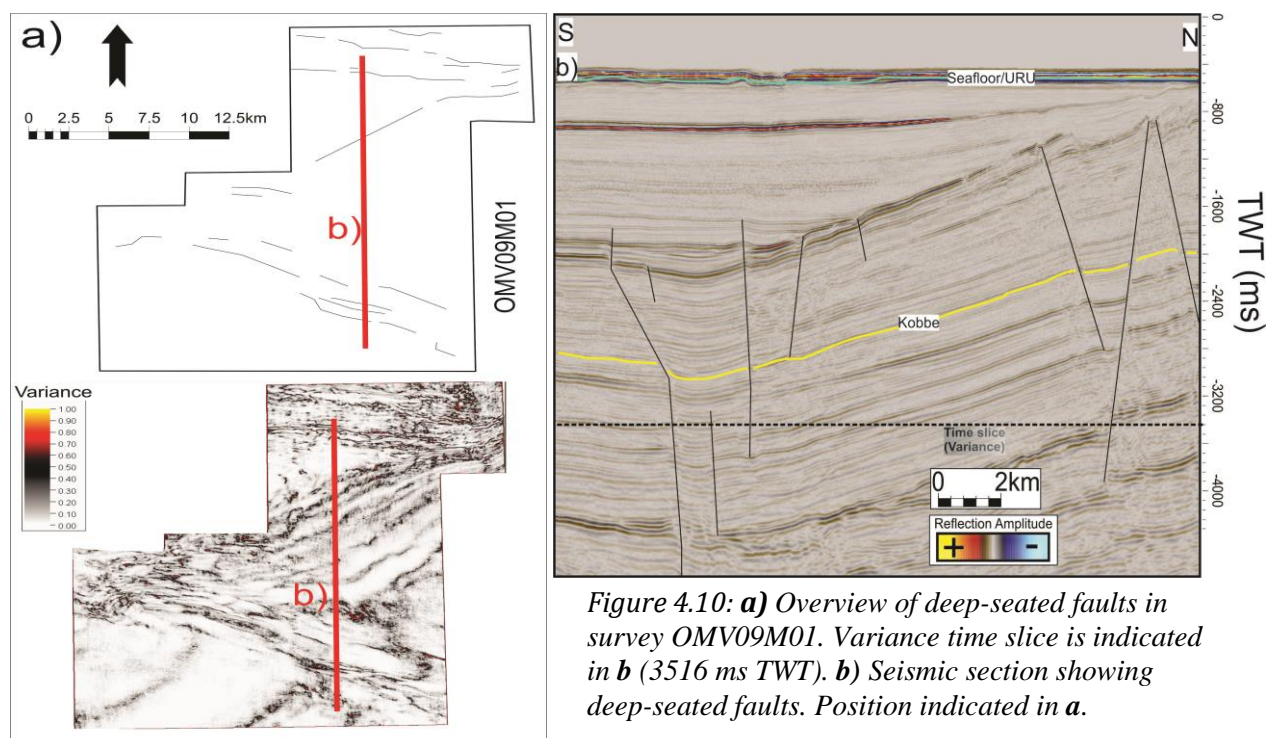 a)
0 2.5 5 7.5 10 12.5km
b)
OMV09M01
Variance
1.00
0.90
0.80
0.70
0.60
0.50
0.40
0.30
0.20
0.10
0.00
b)
S
N
b)
Seafloor/URU
Kobbe
Time slice
(Variance)
0 2km
Reflection Amplitude
+ -
0
-800
-1600
-2400
-3200
-4000
TWT (ms)
Figure 4.10: a) Overview of deep-seated faults in
survey OMV09M01. Variance time slice is indicated
in b (3516 ms TWT). b) Seismic section showing
deep-seated faults. Position indicated in a.